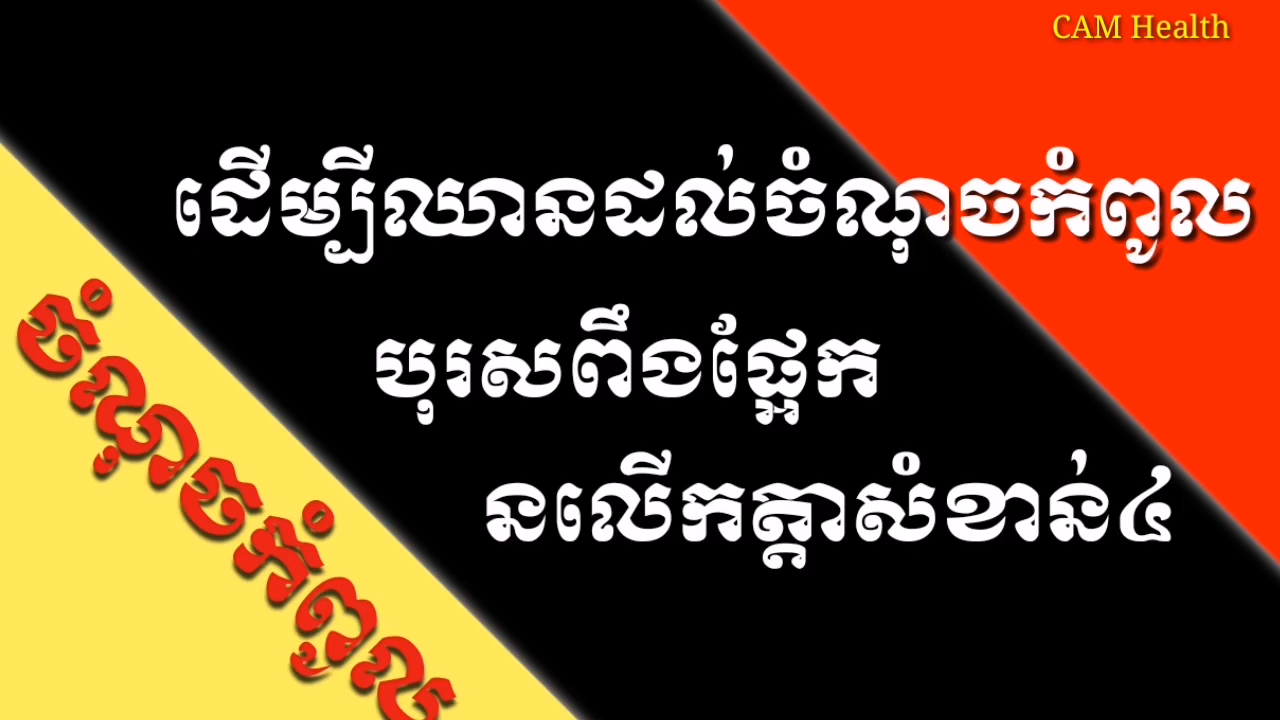 CAM Health
ដើម្បីឈានដល់ចំណុចកំពូល
បុរសពឹងផ្អែក
នលើកត្តាសំខាន់៤
ចំណុចកំពូល